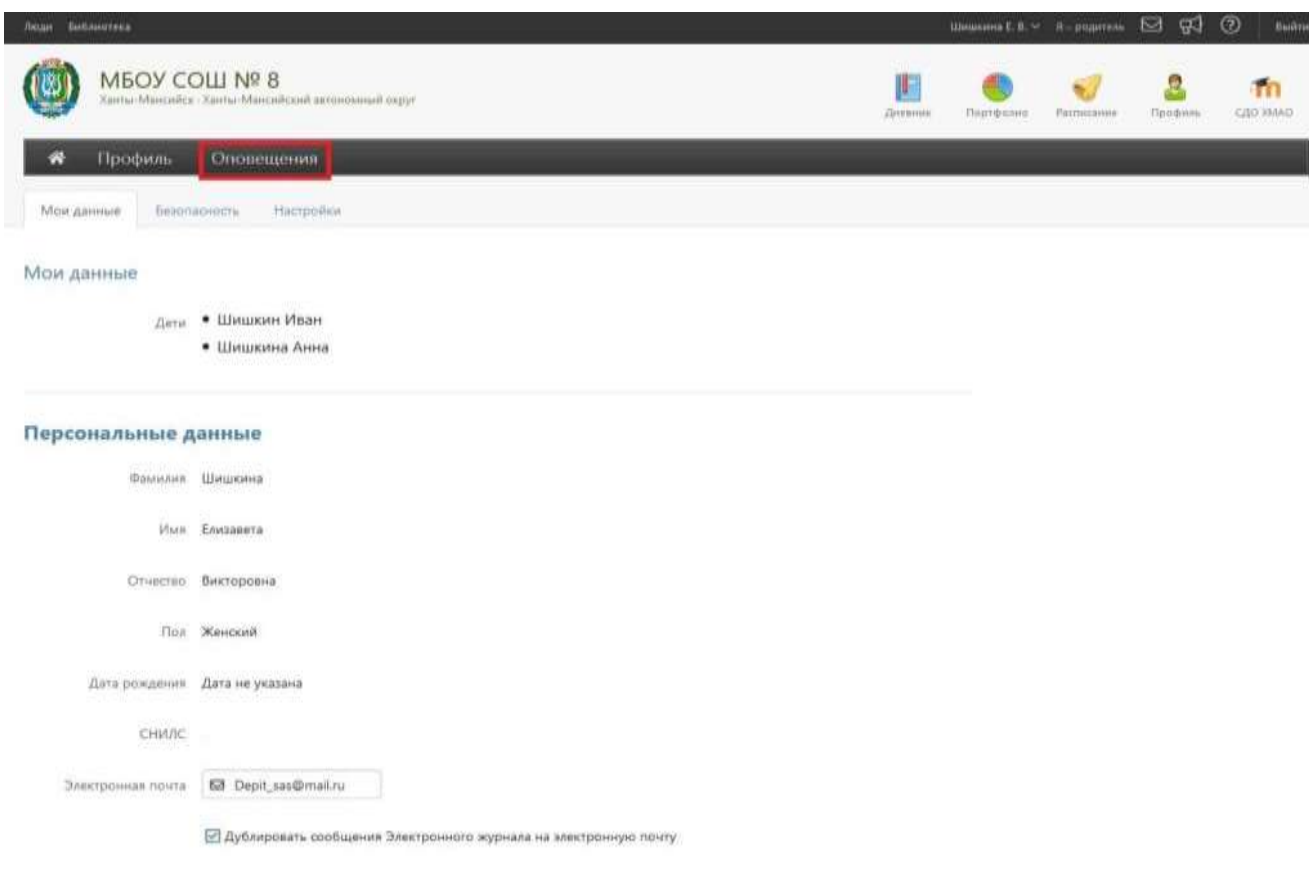 Люди Библиотека Шишкина Е. В. Я - родитель Выйти
МБОУ СОШ № 8
Ханты-Мансийск · Ханты-Мансийский автономный округ
Дневник Портфолио Расписание Профиль СДО ХМАО
Профиль Оповещения
Мои данные Безопасность Настройки
Мои данные
Дети • Шишкин Иван
• Шишкина Анна
Персональные данные
Фамилия Шишкина
Имя Елизавета
Отчество Викторовна
Пол Женский
Дата рождения Дата не указана
СНИЛС
Электронная почта Depit_sas@mail.ru
Дублировать сообщения Электронного журнала на электронную почту